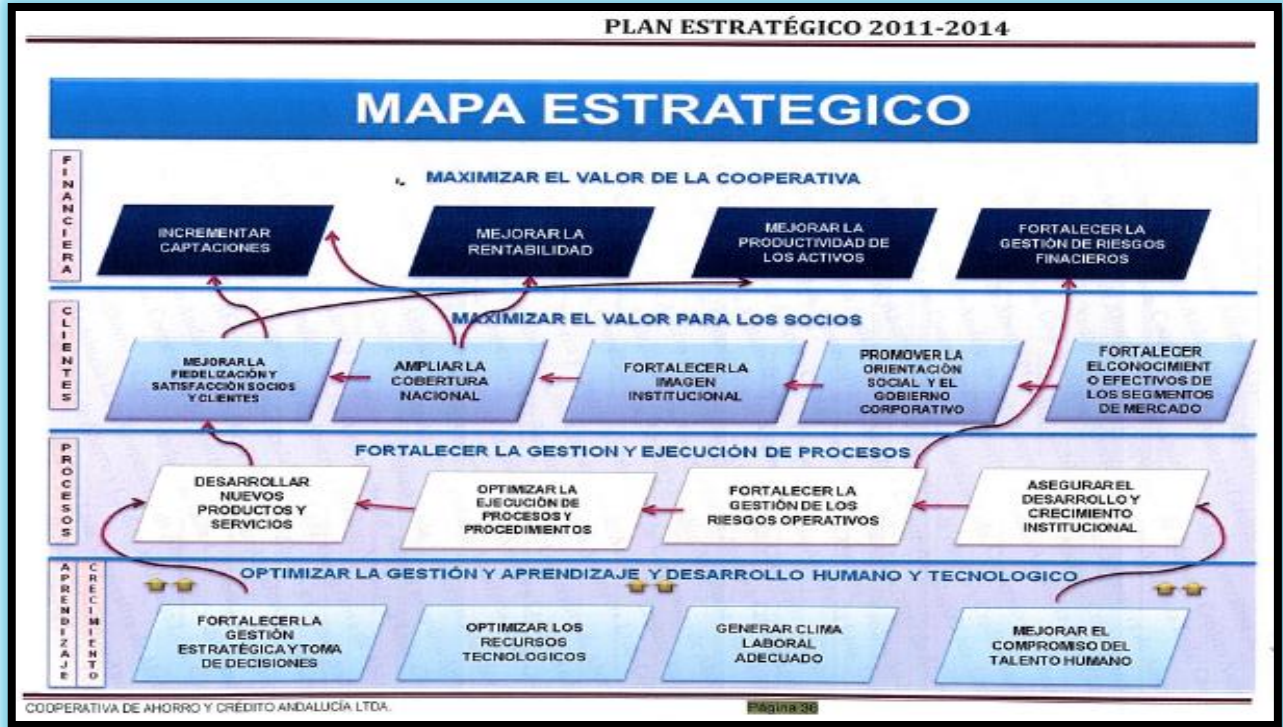 PLAN ESTRATÉGICO 2011-2014
MAPA ESTRATEGICO
FINANCIERA
MAXIMIZAR EL VALOR DE LA COOPERATIVA
INCREMENTAR
CAPTACIONES
MEJORAR LA
RENTABILIDAD
MEJORAR LA
PRODUCTIVIDAD DE
LOS ACTIVOS
FORTALECER LA
GESTIÓN DE RIESGOS
FINACIEROS
CLIENTES
MAXIMIZAR EL VALOR PARA LOS SOCIOS
MEJORAR LA
FIEDELIZACIÓN Y
SATISFACCIÓN SOCIOS
Y CLIENTES
AMPLIAR LA
COBERTURA
NACIONAL
FORTALECER LA
IMAGEN
INSTITUCIONAL
PROMOVER LA
ORIENTACIÓN
SOCIAL Y EL
GOBIERNO
CORPORATIVO
FORTALECER
ELCONOCIMIENT
O EFECTIVOS DE
LOS SEGMENTOS
DE MERCADO
PROCESOS
FORTALECER LA GESTION Y EJECUCIÓN DE PROCESOS
DESARROLLAR
NUEVOS
PRODUCTOS Y
SERVICIOS
OPTIMIZAR LA
EJECUCIÓN DE
PROCESOS Y
PROCEDIMIENTOS
FORTALECER LA
GESTIÓN DE LOS
RIESGOS OPERATIVOS
ASEGURAR EL
DESARROLLO Y
CRECIMIENTO
INSTITUCIONAL
APRENDIZAJE
CRECIMIENTO
OPTIMIZAR LA GESTIÓN Y APRENDIZAJE Y DESARROLLO HUMANO Y TECNOLOGICO
FORTALECER LA
GESTIÓN
ESTRATÉGICA Y TOMA
DE DECISIONES
OPTIMIZAR LOS
RECURSOS
TECNOLOGICOS
GENERAR CLIMA
LABORAL
ADECUADO
MEJORAR EL
COMPROMISO DEL
TALENTO HUMANO
COOPERATIVA DE AHORRO Y CRÉDITO ANDALUCÍA LTDA.
Página 36